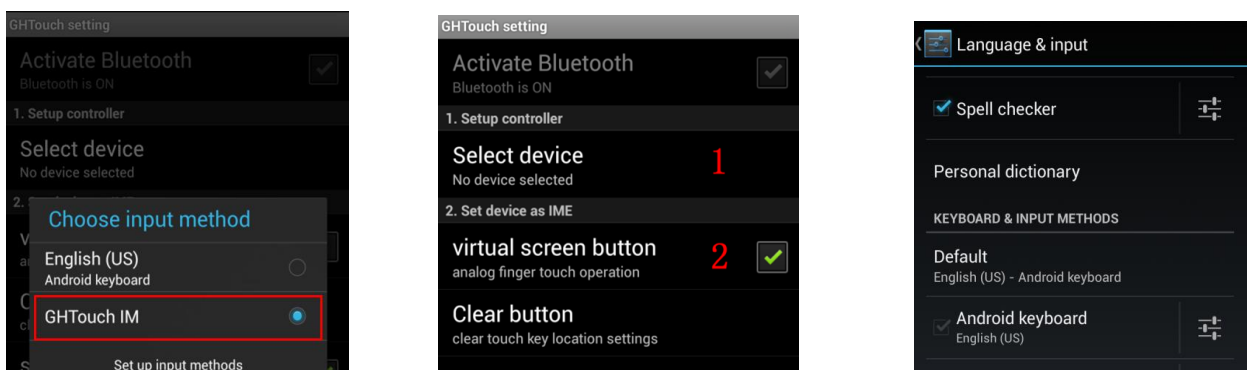 GHTouch setting
Activate Bluetooth
Bluetooth is ON
1. Setup controller
Select device
No device selected
2.
Choose input method
English (US)
Android keyboard
GHTouch IM
Set up input methods
GHTouch setting
Activate Bluetooth
Bluetooth is ON
1. Setup controller
Select device
No device selected
1
2. Set device as IME
virtual screen button
analog finger touch operation
2
Clear button
clear touch key location settings
Language & input
Spell checker
Personal dictionary
KEYBOARD & INPUT METHODS
Default
English (US) - Android keyboard
Android keyboard
English (US)